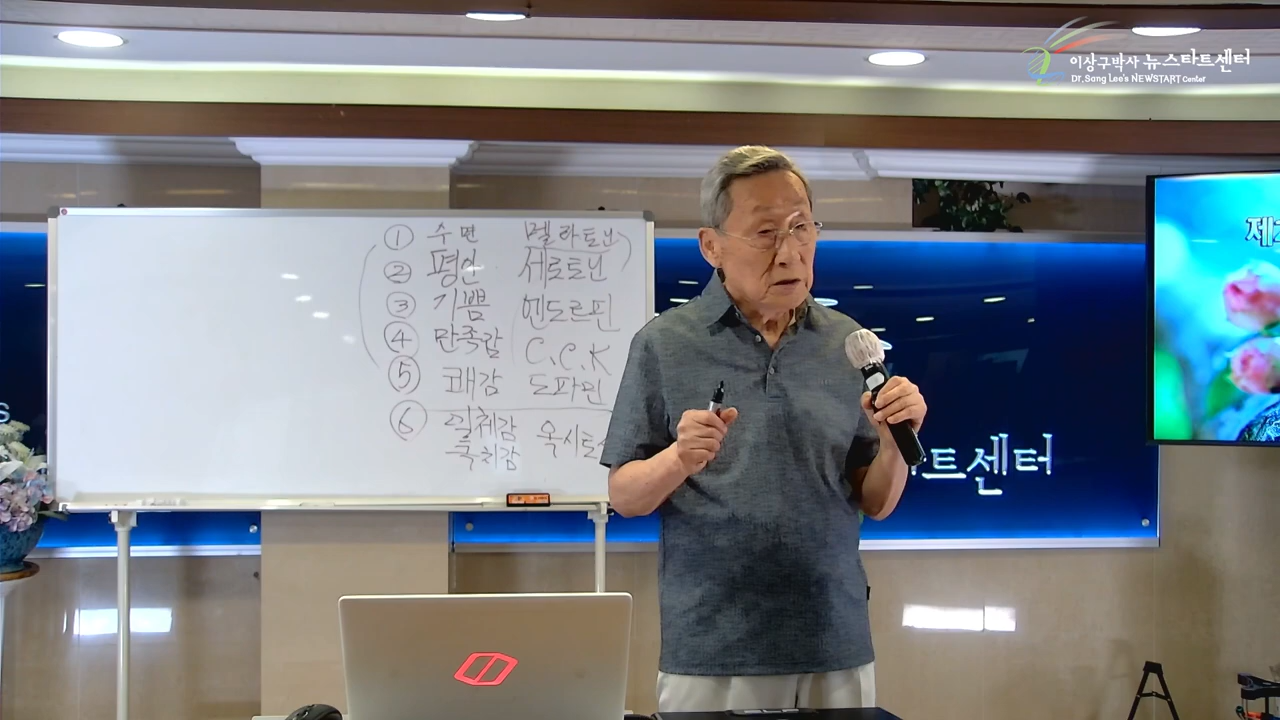 이상구박사 뉴스타트센터
Dr. Sang Lee's NEWSTART Center
① 수면 멜라토닌
② 평안 세로토닌
③ 기쁨 엔도르핀
④ 만족감 C.C.K
⑤ 쾌감 도파민
⑥ 일체감 옥시토
축치감
제
트센터
S